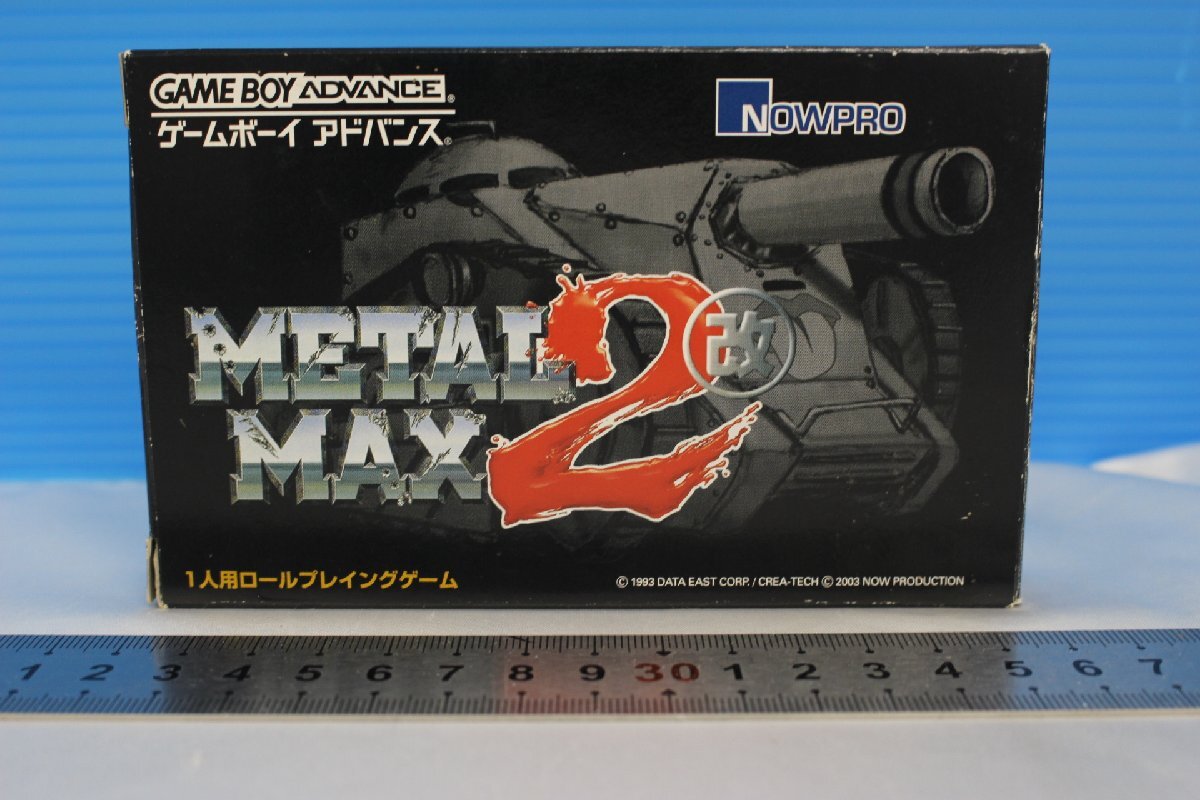 GAME BOY ADVANCE®
ゲームボーイ アドバンス®
NOWPRO
METAL
MAX
2
改
1人用ロールプレイングゲーム
© 1993 DATA EAST CORP. / CREA-TECH © 2003 NOW PRODUCTION
1 2 3 4 5 6 7 8 9 30 1 2 3 4 5 6 7